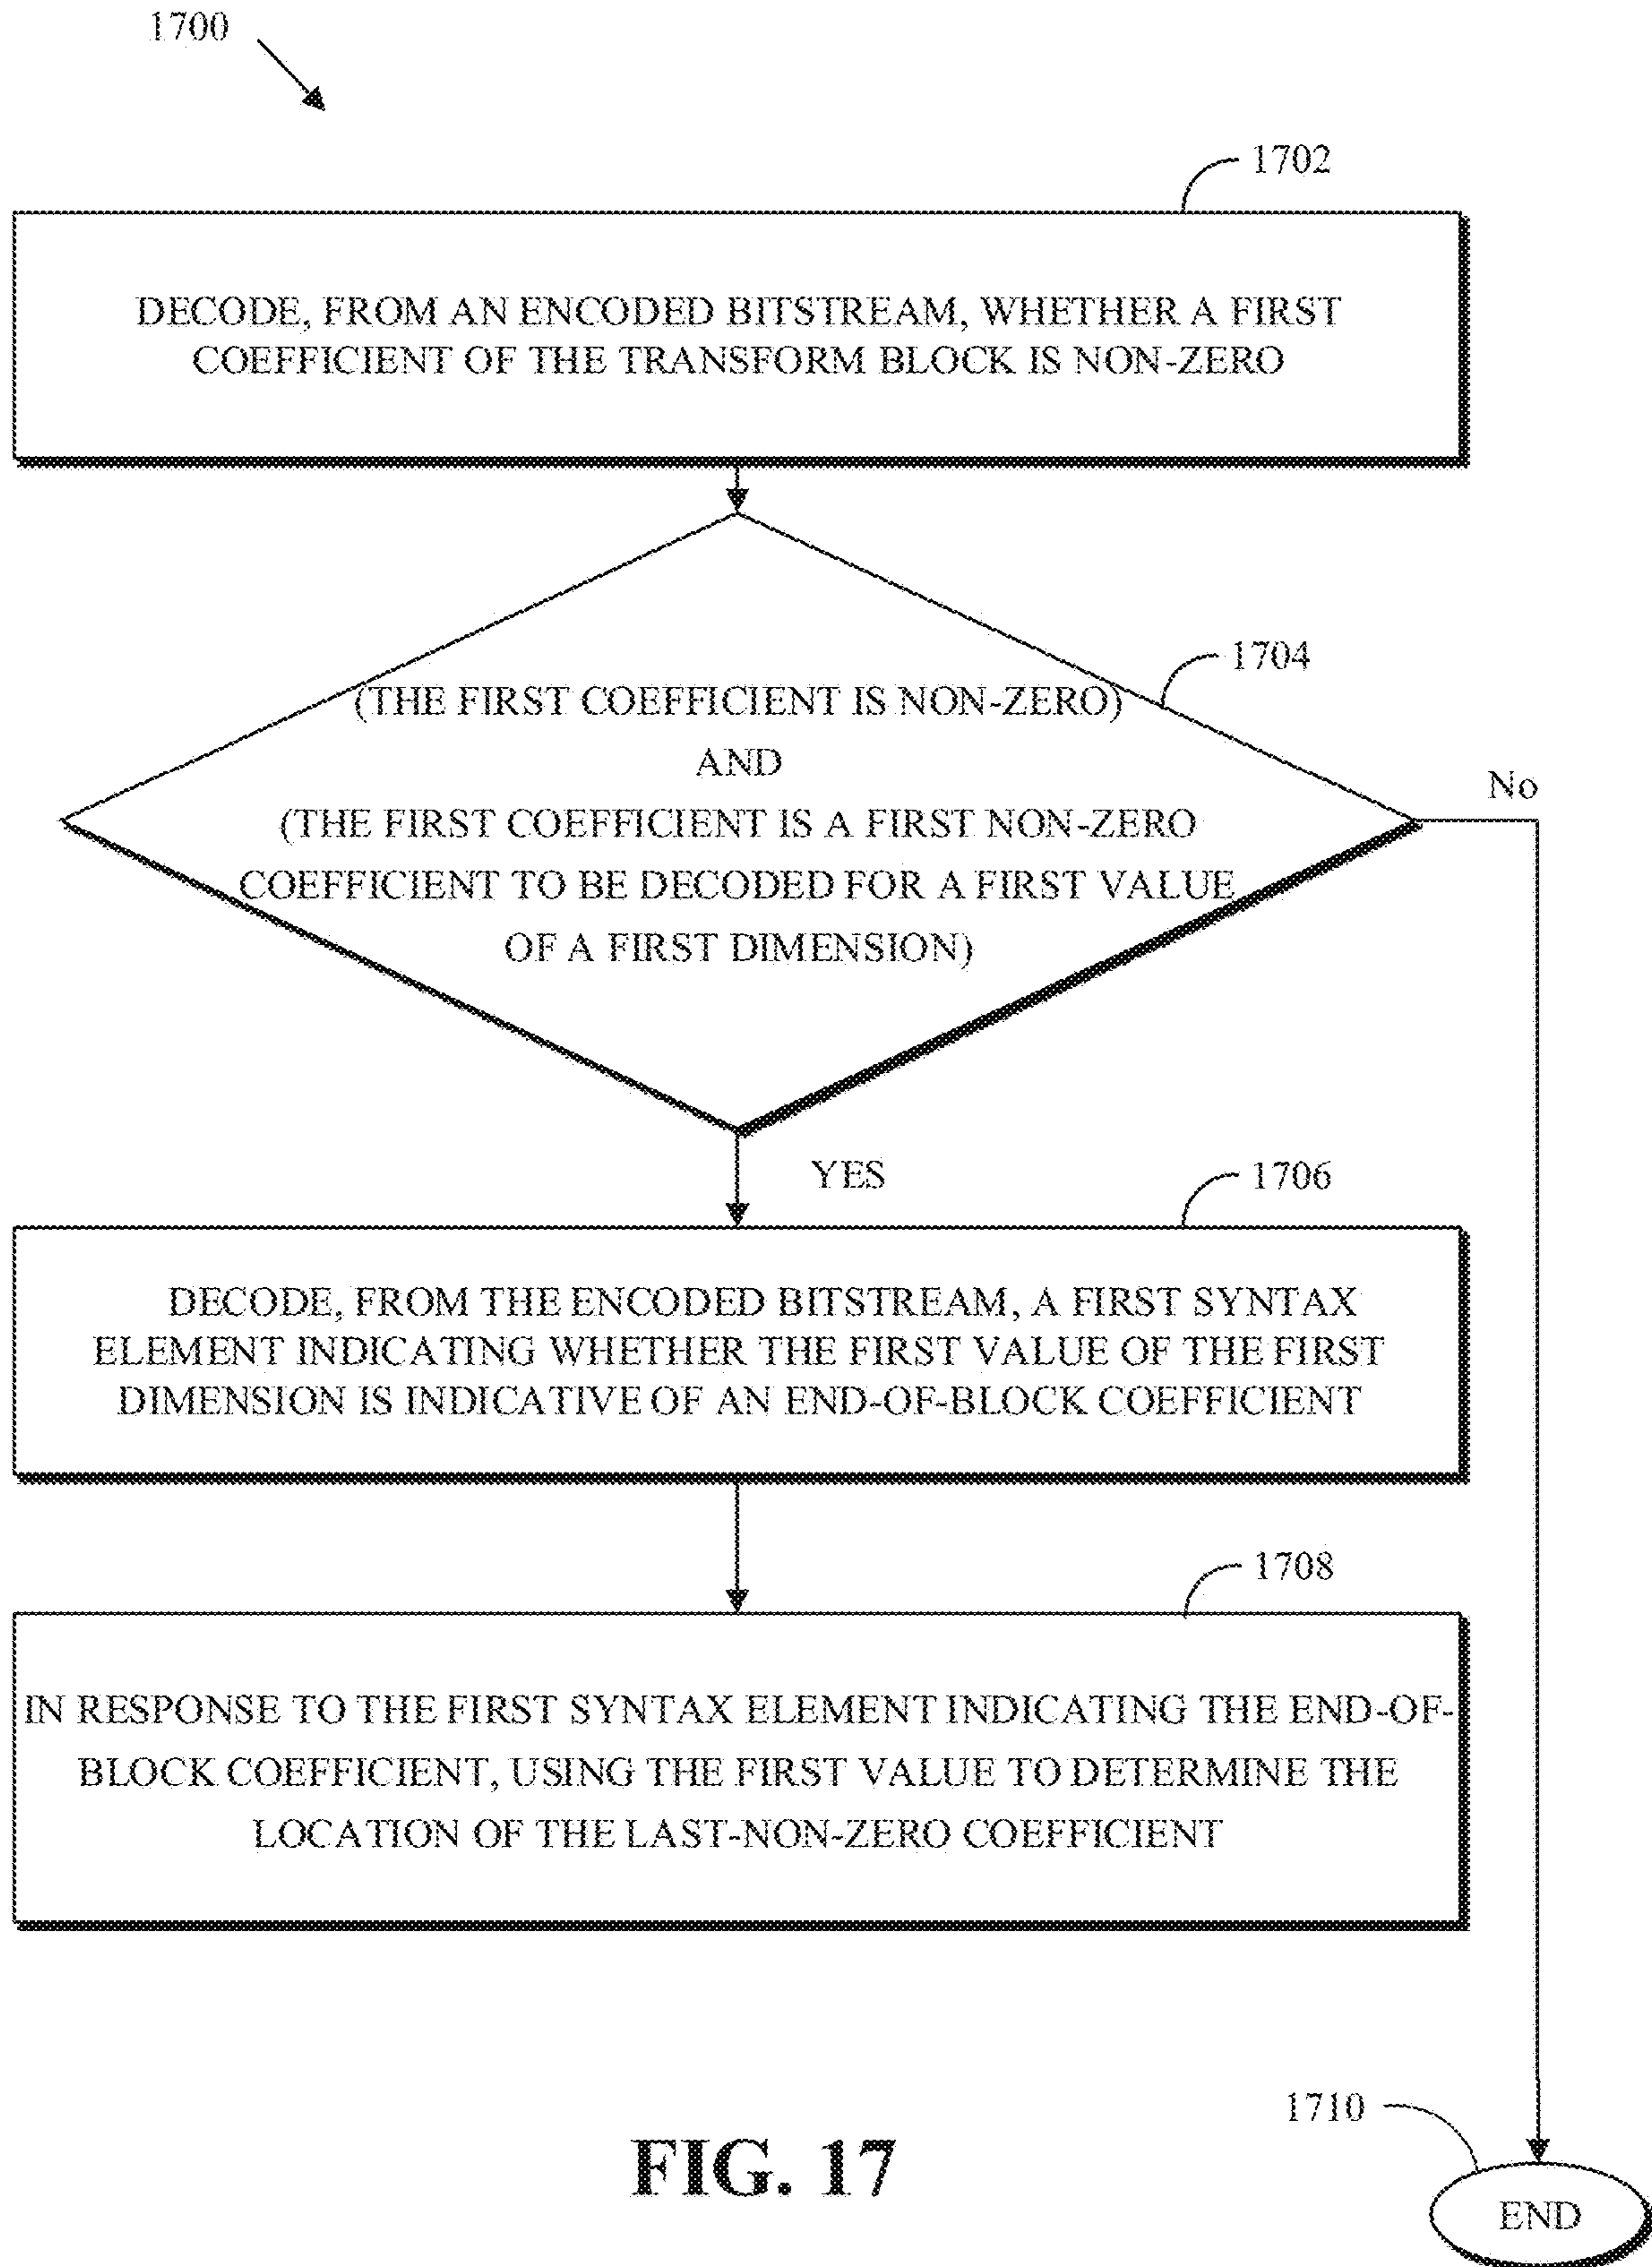 1700
1702
DECODE, FROM AN ENCODED BITSTREAM, WHETHER A FIRST
COEFFICIENT OF THE TRANSFORM BLOCK IS NON-ZERO
1704
(THE FIRST COEFFICIENT IS NON-ZERO)
AND
(THE FIRST COEFFICIENT IS A FIRST NON-ZERO
COEFFICIENT TO BE DECODED FOR A FIRST VALUE
OF A FIRST DIMENSION)
No
YES
1706
DECODE, FROM THE ENCODED BITSTREAM, A FIRST SYNTAX
ELEMENT INDICATING WHETHER THE FIRST VALUE OF THE FIRST
DIMENSION IS INDICATIVE OF AN END-OF-BLOCK COEFFICIENT
1708
IN RESPONSE TO THE FIRST SYNTAX ELEMENT INDICATING THE END-OF-
BLOCK COEFFICIENT, USING THE FIRST VALUE TO DETERMINE THE
LOCATION OF THE LAST-NON-ZERO COEFFICIENT
1710
END
FIG. 17